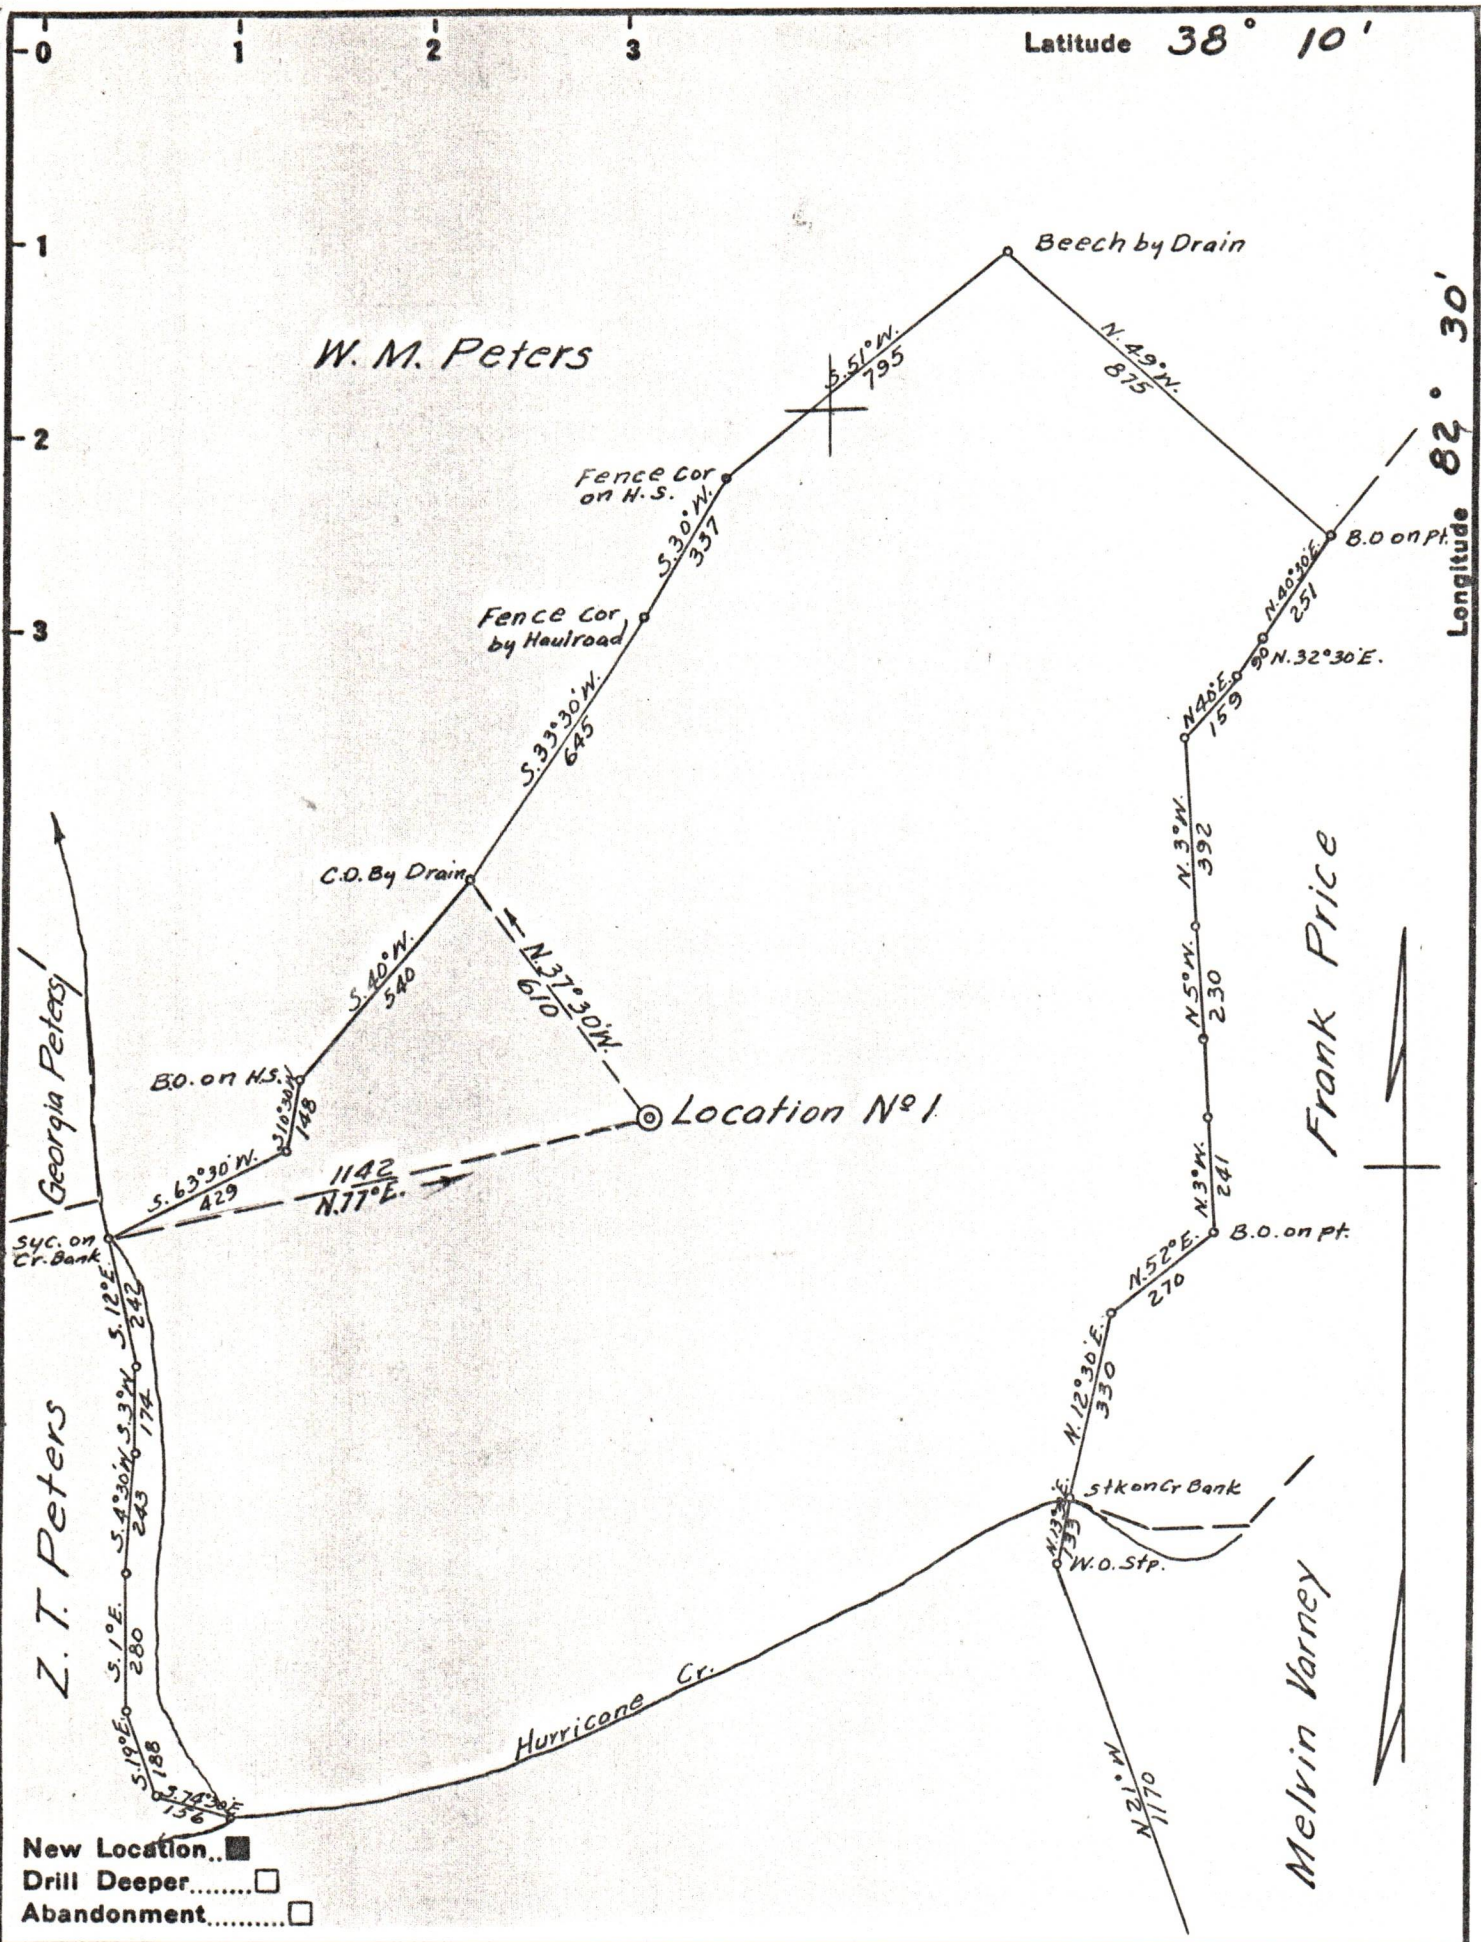 0 1 2 3
Latitude 38° 10'
1
2
3
Longitude 82° 30'
Beech by Drain
W. M. Peters
S. 51° W.
795
N. 49° W.
875
Fence Cor
on H.S.
S. 30° W.
337
B.O on Pt.
N. 40° 30' E.
251
Fence Cor
by Haulroad
90 N. 32° 30' E.
N 40° E.
159
S. 33° 30' W.
645
N. 3° W.
392
C.O. By Drain
Frank Price
S. 40° W.
540
N. 37° 30' W.
610
N 5° W.
230
Georgia Peters
B.O. on H.S.
S 10° 30' W
148
Location Nº 1
S. 63° 30' W.
429
1142
N. 77° E.
N. 3° W.
241
Syc. on
Cr. Bank
B.O. on pt.
S. 12° E.
242
N. 52° E.
270
S. 3° W
174
N. 12° 30' E.
330
Z. T. Peters
S. 4° 30' W.
243
Stk on Cr Bank
133
W. O. Stp.
S. 1° E.
280
Melvin Varney
Hurricane Cr.
S. 19° E.
188
S. 74° 30' E
156
N 21° W
1170
New Location..■
Drill Deeper........□
Abandonment..........□